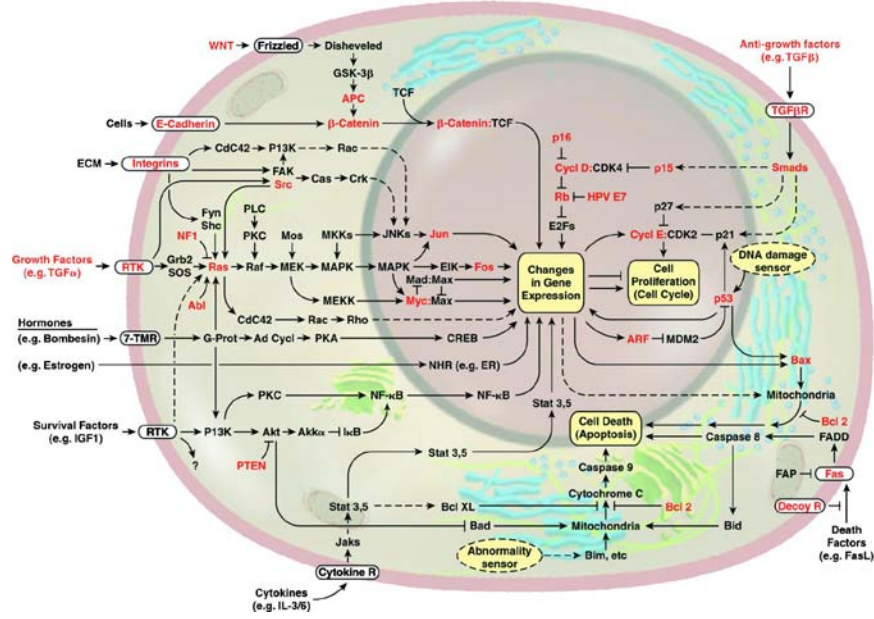 WNT Frizzled Disheveled
GSK-3β
APC
TCF
Cells E-Cadherin β-Catenin β-Catenin:TCF
Anti-growth factors
(e.g. TGFβ)
TGFβR
Smads
ECM Integrins CdC42 P13K Rac
FAK
Src Cas Crk
p16
Cycl D:CDK4 p15
Rb HPV E7
E2Fs
p27
Cycl E:CDK2 p21
DNA damage
sensor
Fyn
Shc
NF1
PLC
PKC
Mos MKKs JNKs Jun
Growth Factors
(e.g. TGFα)
RTK Grb2
SOS
Ras Raf MEK MAPK MAPK ElK Fos
Mad:Max
MEKK Myc:Max
Abl
CdC42 Rac Rho
Changes
in Gene
Expression
Cell
Proliferation
(Cell Cycle)
p53
ARF MDM2
Hormones
(e.g. Bombesin) 7-TMR G-Prot Ad Cycl PKA CREB
(e.g. Estrogen) NHR (e.g. ER)
Bax
Mitochondria
Bcl 2
PKC NF-κB NF-κB
Stat 3,5
Survival Factors
(e.g. IGF1)
RTK P13K Akt Akkα IκB
?
PTEN
Cell Death
(Apoptosis)
Caspase 8 FADD
Stat 3,5
Caspase 9
FAP Fas
Cytochrome C
Stat 3,5 Bcl XL Bcl 2
Decoy R
Bad Mitochondria Bid
Death
Factors
(e.g. FasL)
Jaks
Abnormality
sensor
Bim, etc
Cytokine R
Cytokines
(e.g. IL-3/6)